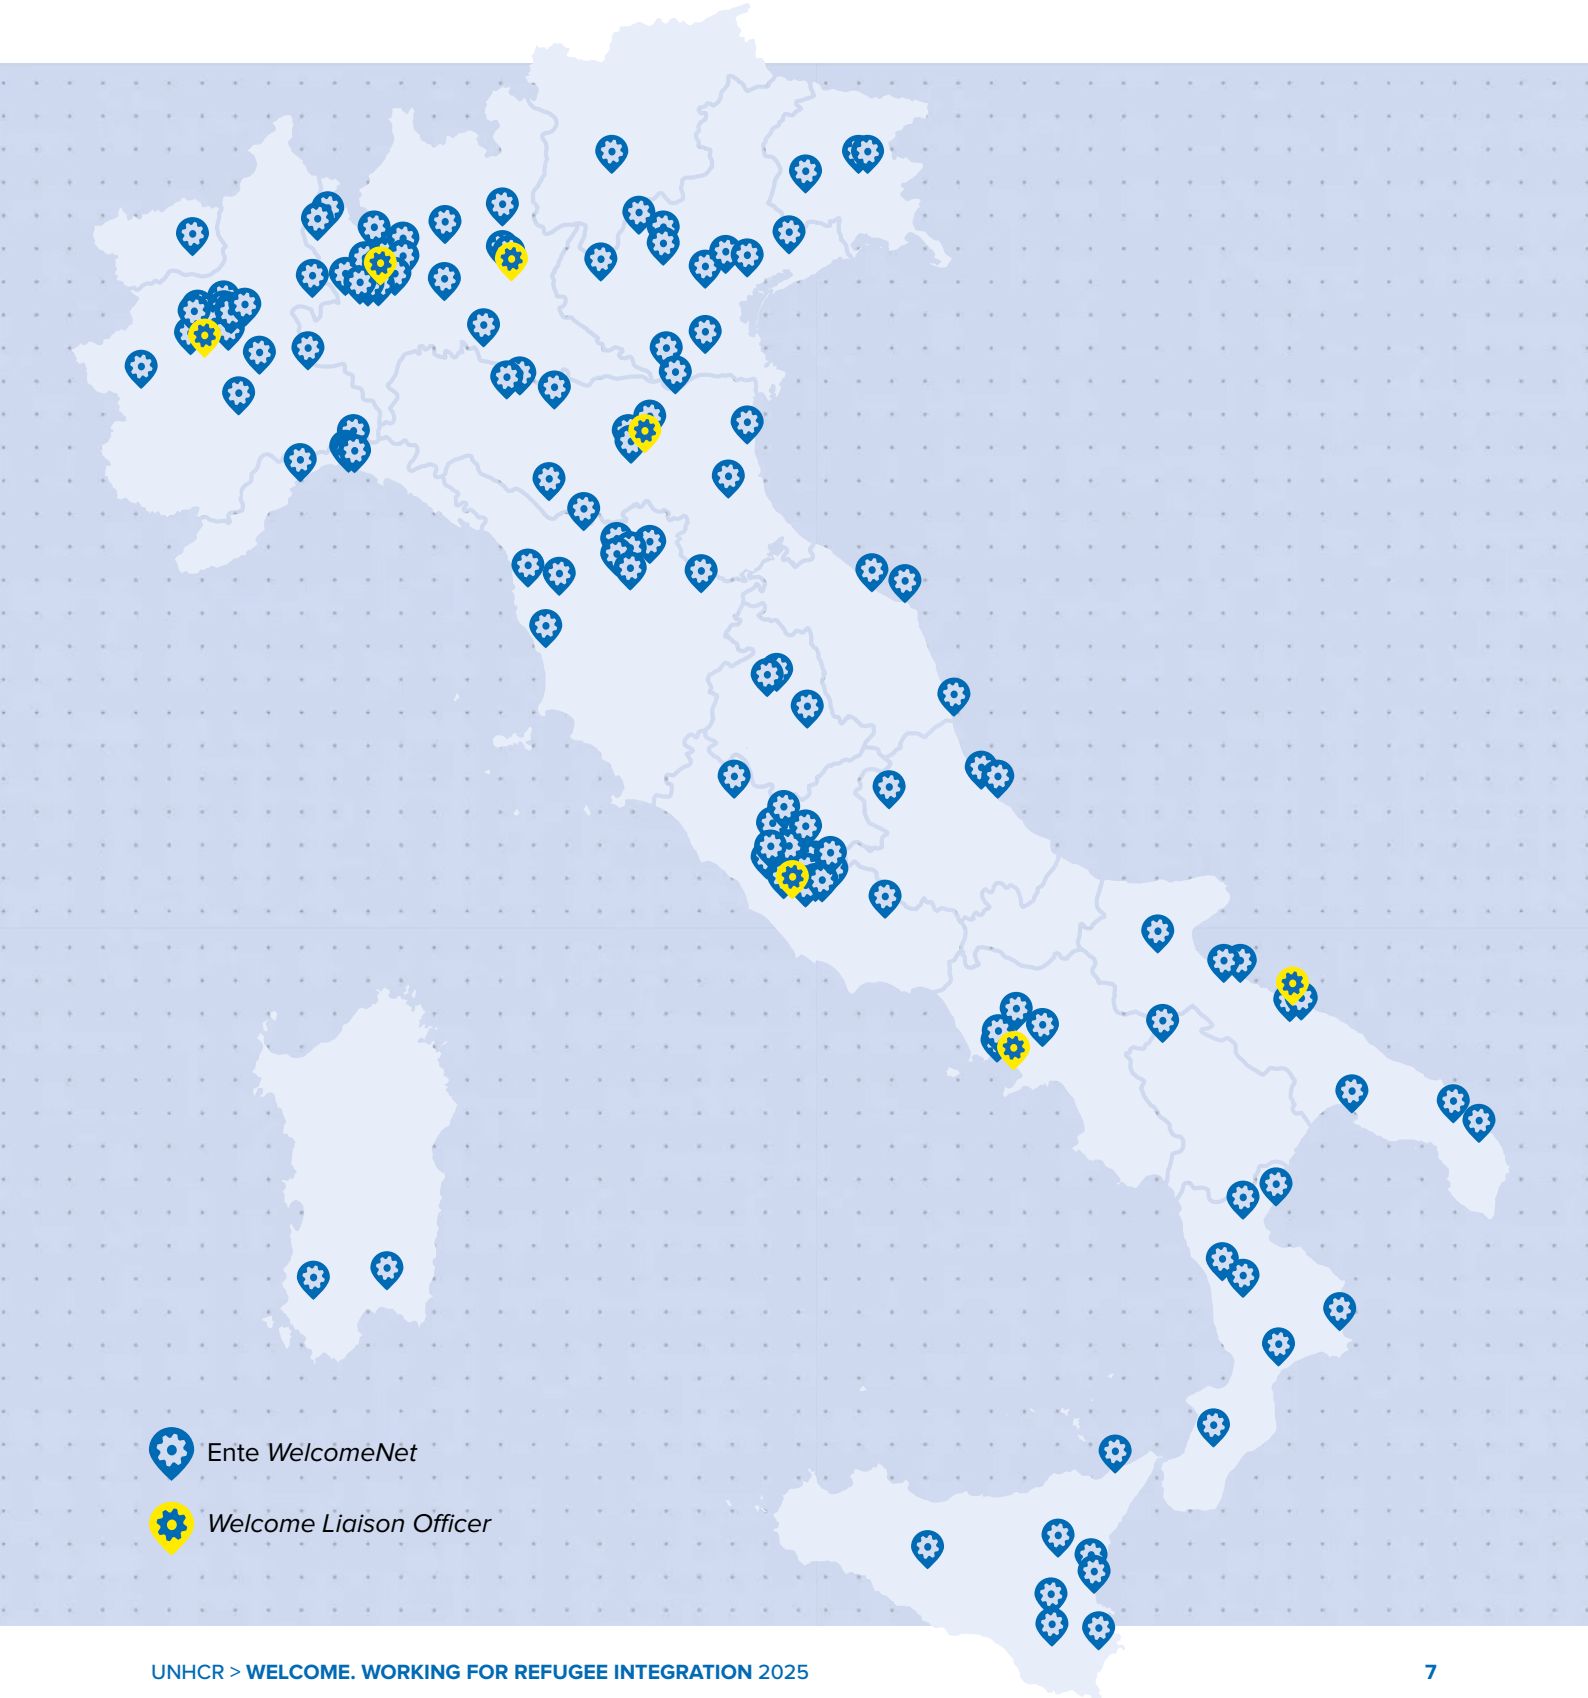 Ente WelcomeNet
Welcome Liaison Officer
UNHCR > WELCOME. WORKING FOR REFUGEE INTEGRATION 2025
7